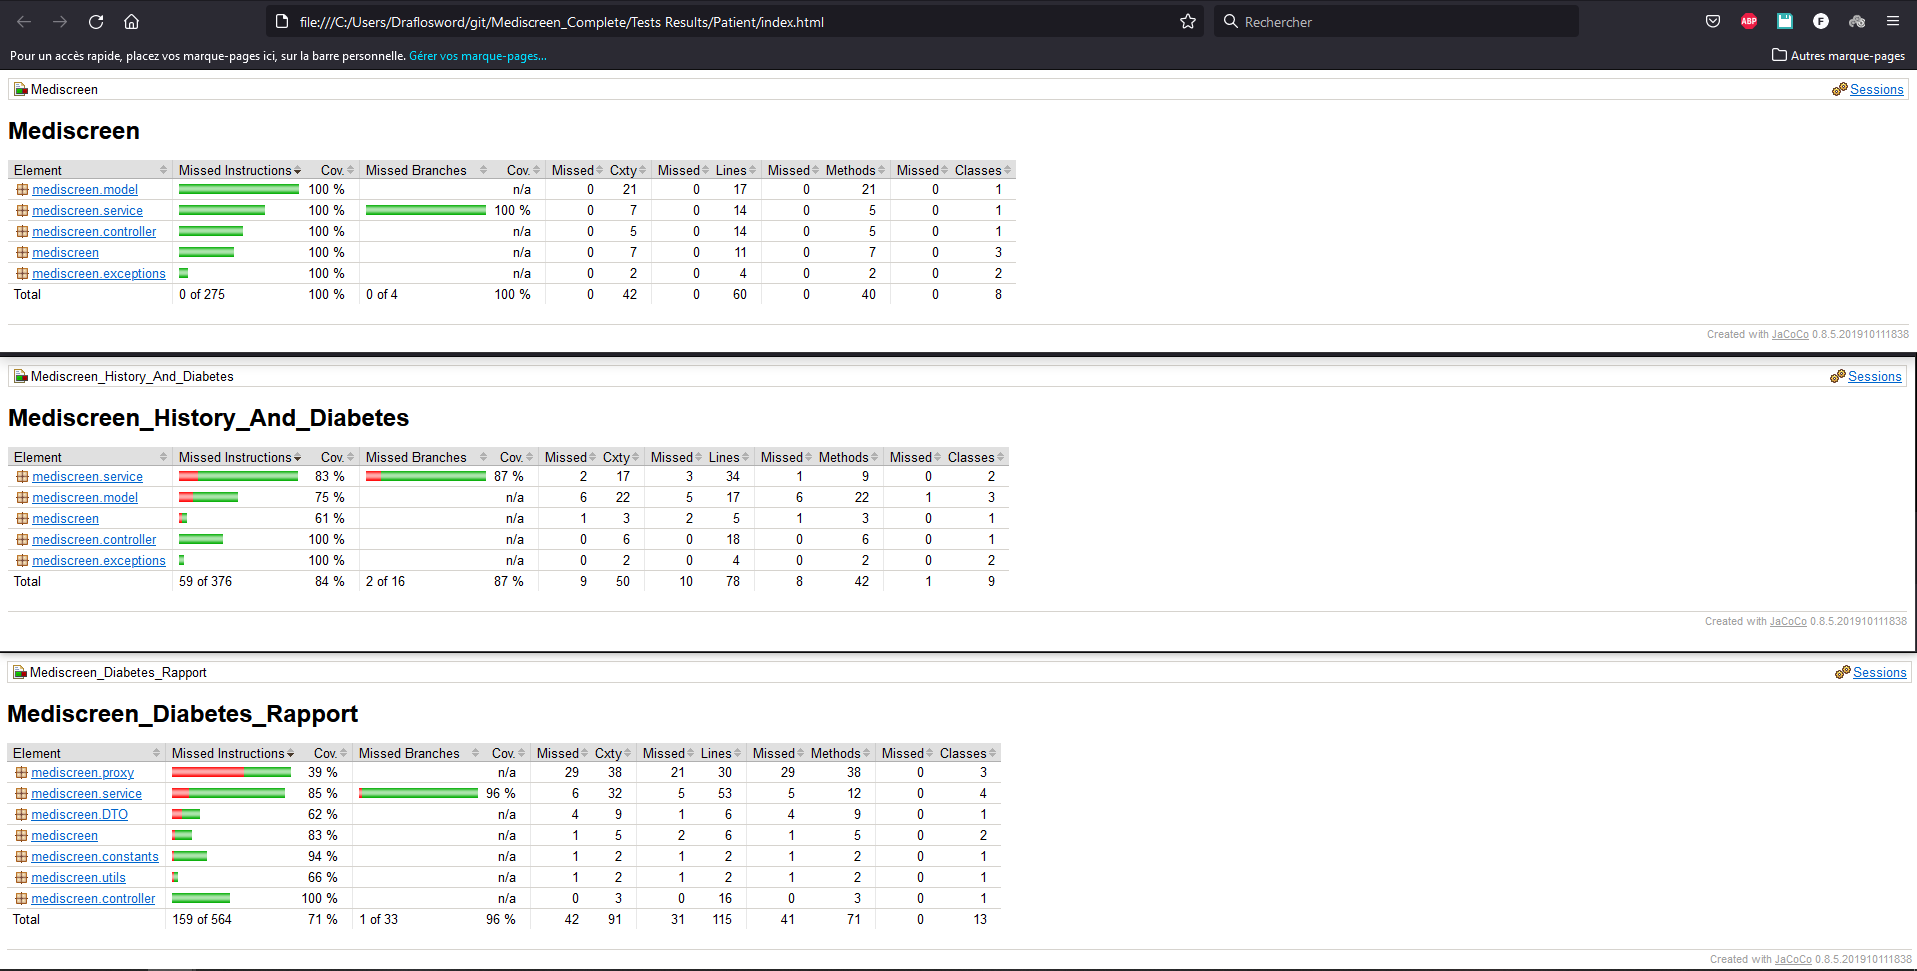 file:///C:/Users/Draflosword/git/Mediscreen_Complete/Tests Results/Patient/index.html Rechercher ABP F
Pour un accès rapide, placez vos marque-pages ici, sur la barre personnelle. Gérer vos marque-pages... Autres marque-pages
Mediscreen Sessions
Mediscreen
Element Missed Instructions Cov. Missed Branches Cov. Missed Cxty Missed Lines Missed Methods Missed Classes
mediscreen.model 100 % n/a 0 21 0 17 0 21 0 1
mediscreen.service 100 % 100 % 0 7 0 14 0 5 0 1
mediscreen.controller 100 % n/a 0 5 0 14 0 5 0 1
mediscreen 100 % n/a 0 7 0 11 0 7 0 3
mediscreen.exceptions 100 % n/a 0 2 0 4 0 2 0 2
Total 0 of 275 100 % 0 of 4 100 % 0 42 0 60 0 40 0 8
Created with JaCoCo 0.8.5.201910111838
Mediscreen_History_And_Diabetes Sessions
Mediscreen_History_And_Diabetes
Element Missed Instructions Cov. Missed Branches Cov. Missed Cxty Missed Lines Missed Methods Missed Classes
mediscreen.service 83 % 87 % 2 17 3 34 1 9 0 2
mediscreen.model 75 % n/a 6 22 5 17 6 22 1 3
mediscreen 61 % n/a 1 3 2 5 1 3 0 1
mediscreen.controller 100 % n/a 0 6 0 18 0 6 0 1
mediscreen.exceptions 100 % n/a 0 2 0 4 0 2 0 2
Total 59 of 376 84 % 2 of 16 87 % 9 50 10 78 8 42 1 9
Created with JaCoCo 0.8.5.201910111838
Mediscreen_Diabetes_Rapport Sessions
Mediscreen_Diabetes_Rapport
Element Missed Instructions Cov. Missed Branches Cov. Missed Cxty Missed Lines Missed Methods Missed Classes
mediscreen.proxy 39 % n/a 29 38 21 30 29 38 0 3
mediscreen.service 85 % 96 % 6 32 5 53 5 12 0 4
mediscreen.DTO 62 % n/a 4 9 1 6 4 9 0 1
mediscreen 83 % n/a 1 5 2 6 1 5 0 2
mediscreen.constants 94 % n/a 1 2 1 2 1 2 0 1
mediscreen.utils 66 % n/a 1 2 1 2 1 2 0 1
mediscreen.controller 100 % n/a 0 3 0 16 0 3 0 1
Total 159 of 564 71 % 1 of 33 96 % 42 91 31 115 41 71 0 13
Created with JaCoCo 0.8.5.201910111838